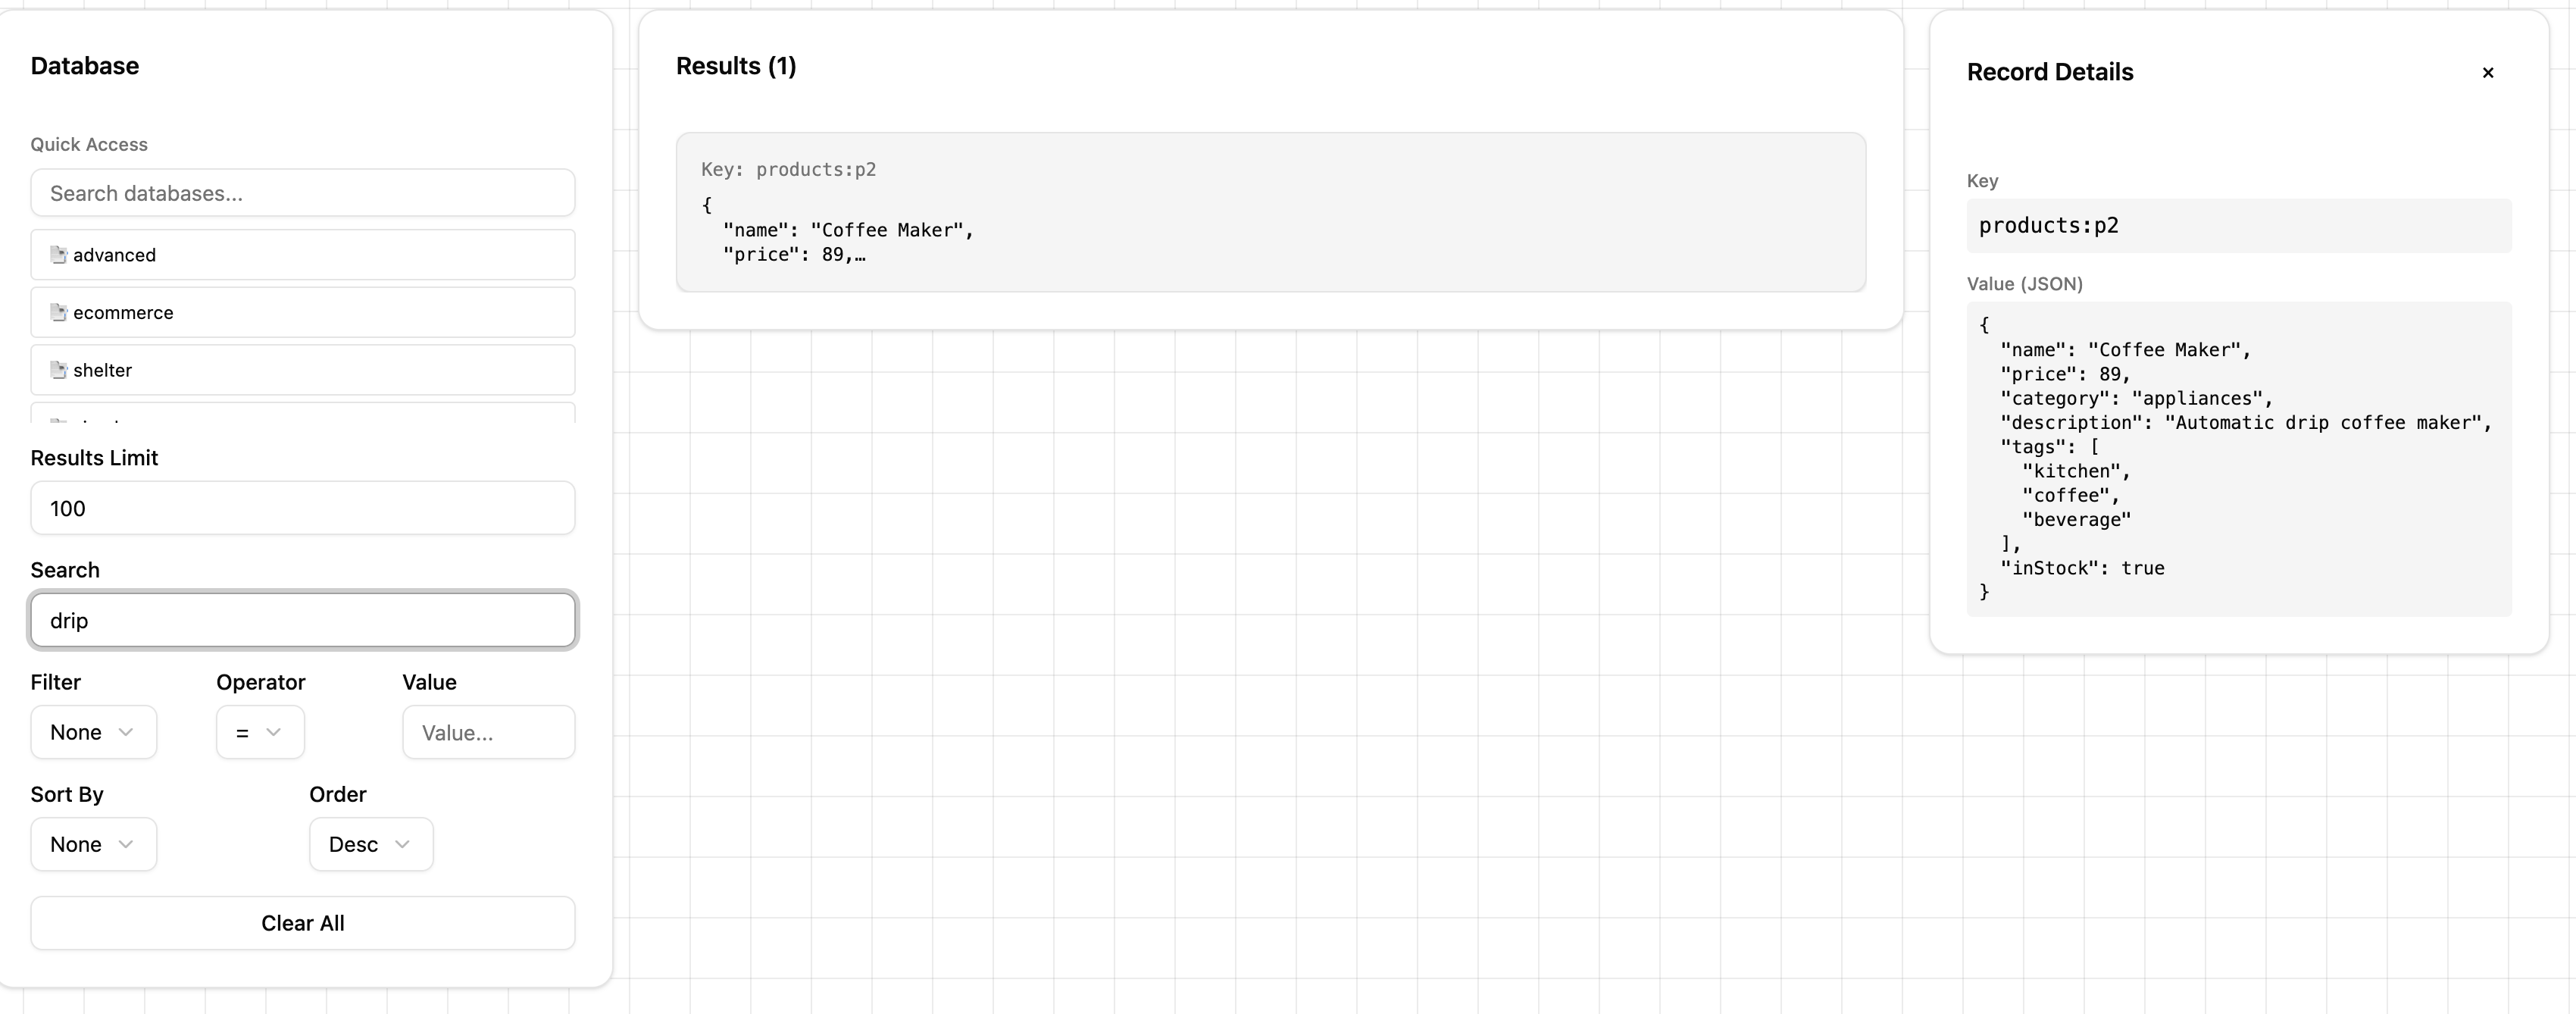 Database
Quick Access
Search databases...
advanced
ecommerce
shelter
Results Limit
100
Search
drip
Filter
Operator
Value
None
=
Value...
Sort By
Order
None
Desc
Clear All
Results (1)
Key: products:p2
{
  "name": "Coffee Maker",
  "price": 89,…
Record Details
×
Key
products:p2
Value (JSON)
{
  "name": "Coffee Maker",
  "price": 89,
  "category": "appliances",
  "description": "Automatic drip coffee maker",
  "tags": [
    "kitchen",
    "coffee",
    "beverage"
  ],
  "inStock": true
}